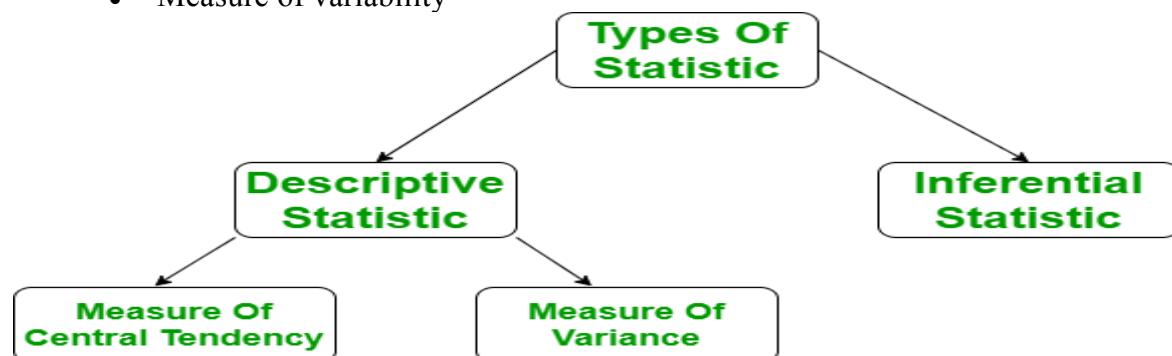 • Measure of variability
Types Of
Statistic
Descriptive
Statistic
Inferential
Statistic
Measure Of
Central Tendency
Measure Of
Variance